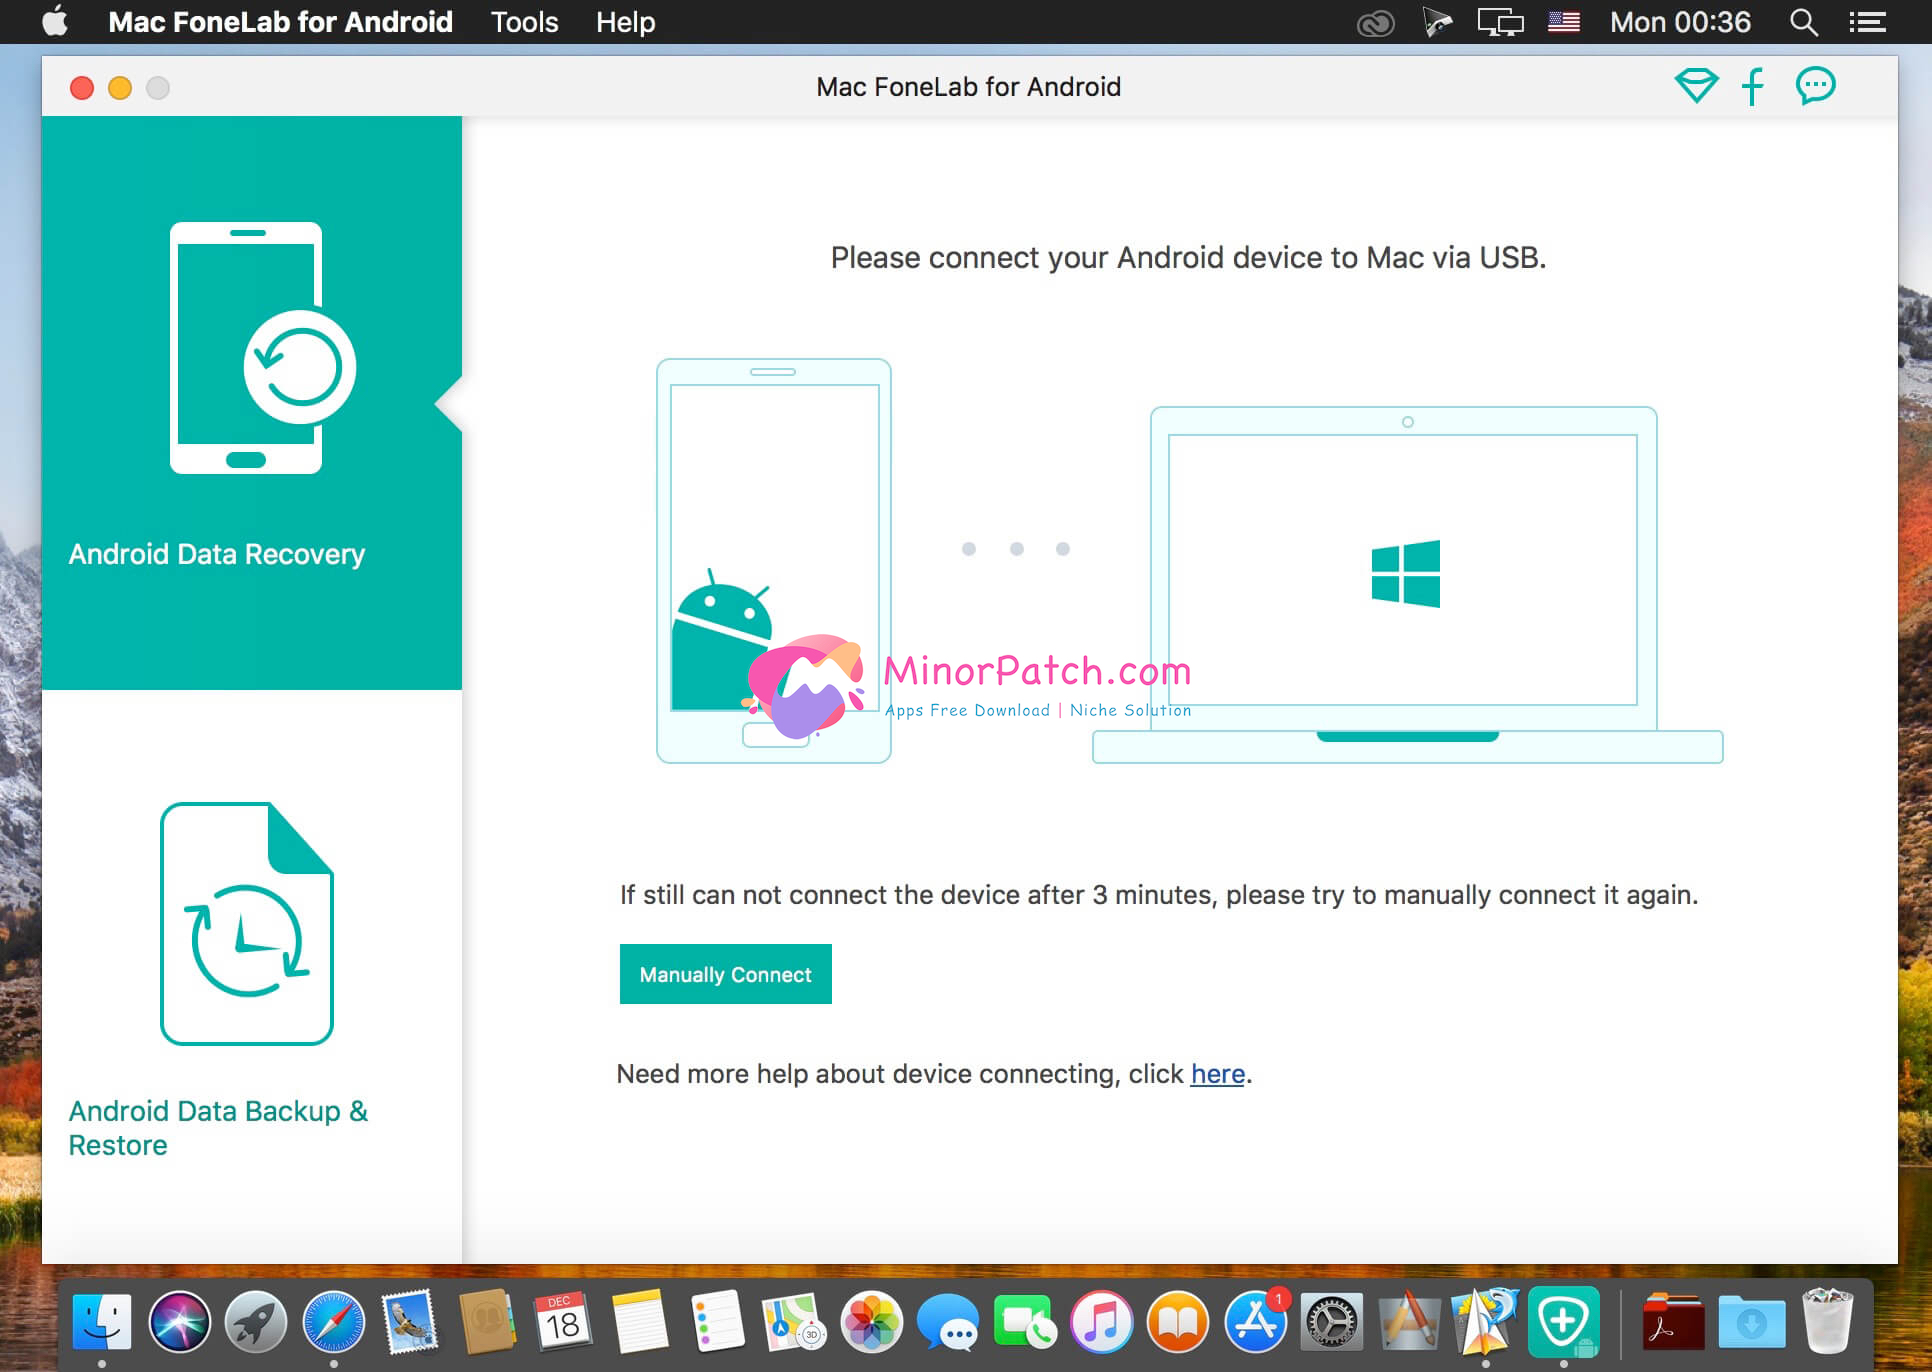 Mac FoneLab for Android Tools Help Mon 00:36
Mac FoneLab for Android
Please connect your Android device to Mac via USB.
Android Data Recovery
MinorPatch.com
Apps Free Download | Niche Solution
If still can not connect the device after 3 minutes, please try to manually connect it again.
Manually Connect
Need more help about device connecting, click here.
Android Data Backup &
Restore
DEC
18
3D
1